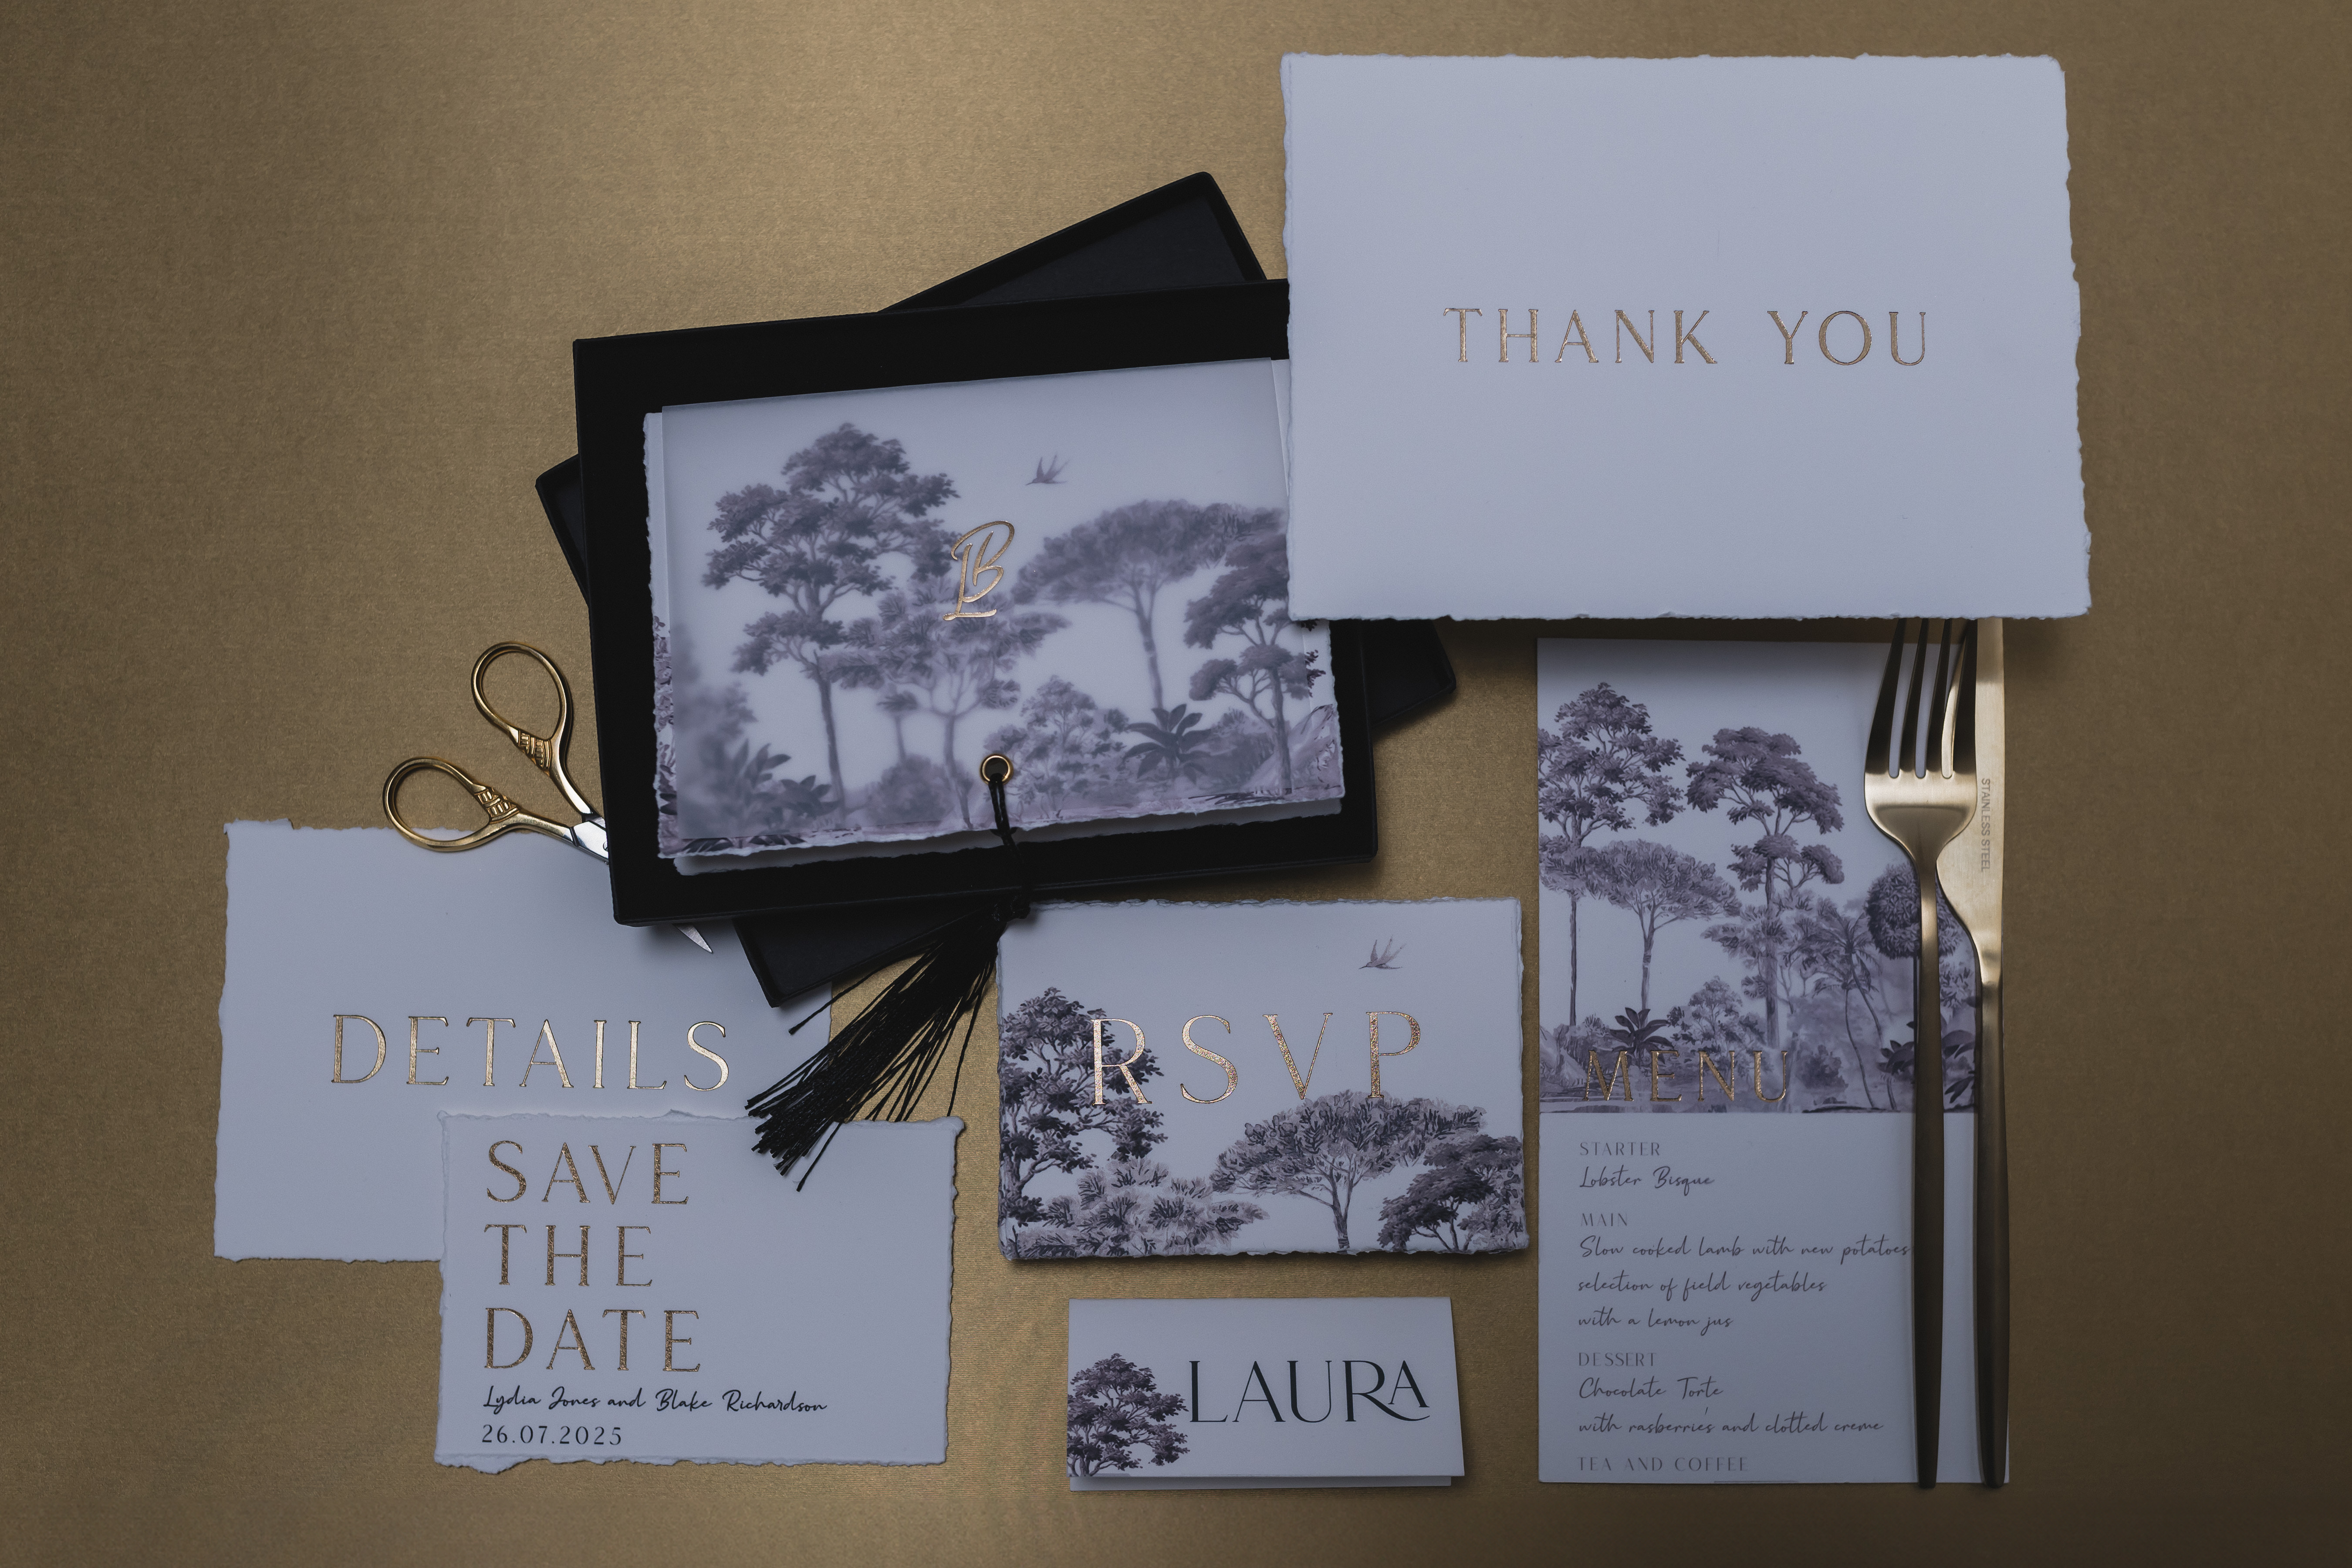 THANK YOU
LB
STAINLESS STEEL
DETAILS
SAVE
THE
DATE
Lydia Jones and Blake Richardson
26.07.2025
RSVP
LAURA
MENU
STARTER
Lobster Bisque
MAIN
Slow cooked lamb with new potatoes
selection of field vegetables
with a lemon jus
DESSERT
Chocolate Torte
with rasberrie's and clotted creme
TEA AND COFFEE